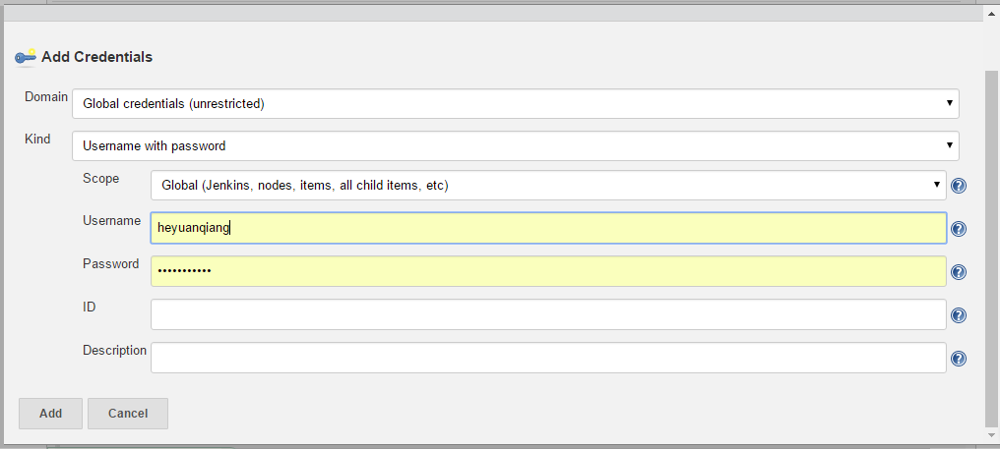 Add Credentials
Domain Global credentials (unrestricted)
Kind Username with password
Scope Global (Jenkins, nodes, items, all child items, etc)
Username heyuanqiang
Password •••••••••••
ID
Description
Add Cancel